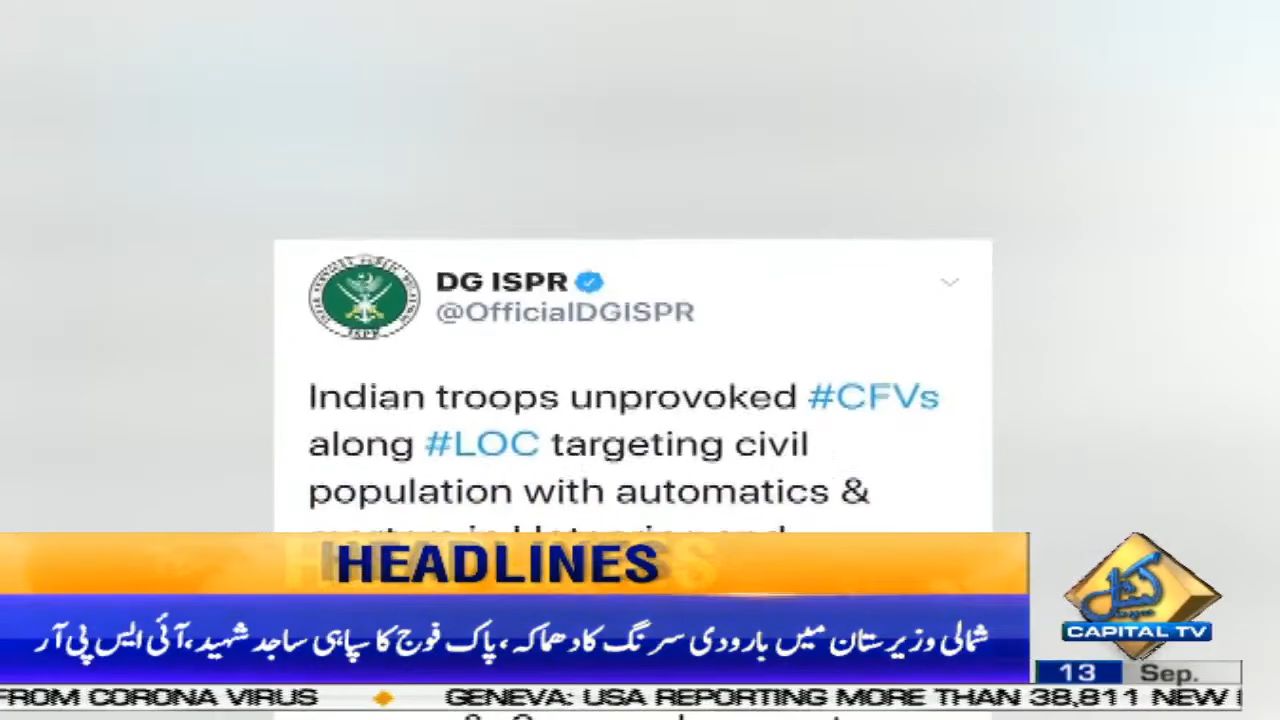 DG ISPR
@OfficialDGISPR
Indian troops unprovoked #CFVs
along #LOC targeting civil
population with automatics &
HEADLINES
شمالی وزیرستان میں بارودی سرنگ کا دھماکہ، پاک فوج کا سپاہی ساجد شہید، آئی ایس پی آر
کیپٹل
CAPITAL TV
13 Sep.
FROM CORONA VIRUS GENEVA: USA REPORTING MORE THAN 38,811 NEW